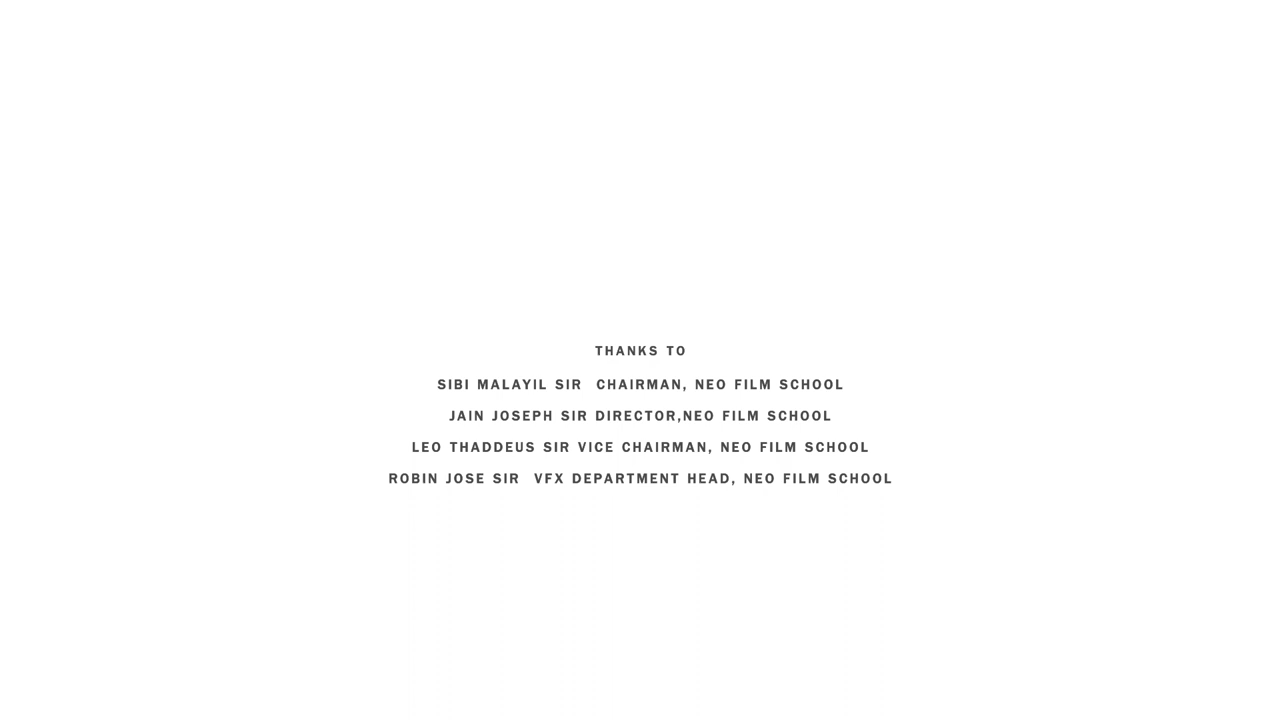 THANKS TO
SIBI MALAYIL SIR  CHAIRMAN, NEO FILM SCHOOL
JAIN JOSEPH SIR DIRECTOR,NEO FILM SCHOOL
LEO THADDEUS SIR VICE CHAIRMAN, NEO FILM SCHOOL
ROBIN JOSE SIR  VFX DEPARTMENT HEAD, NEO FILM SCHOOL